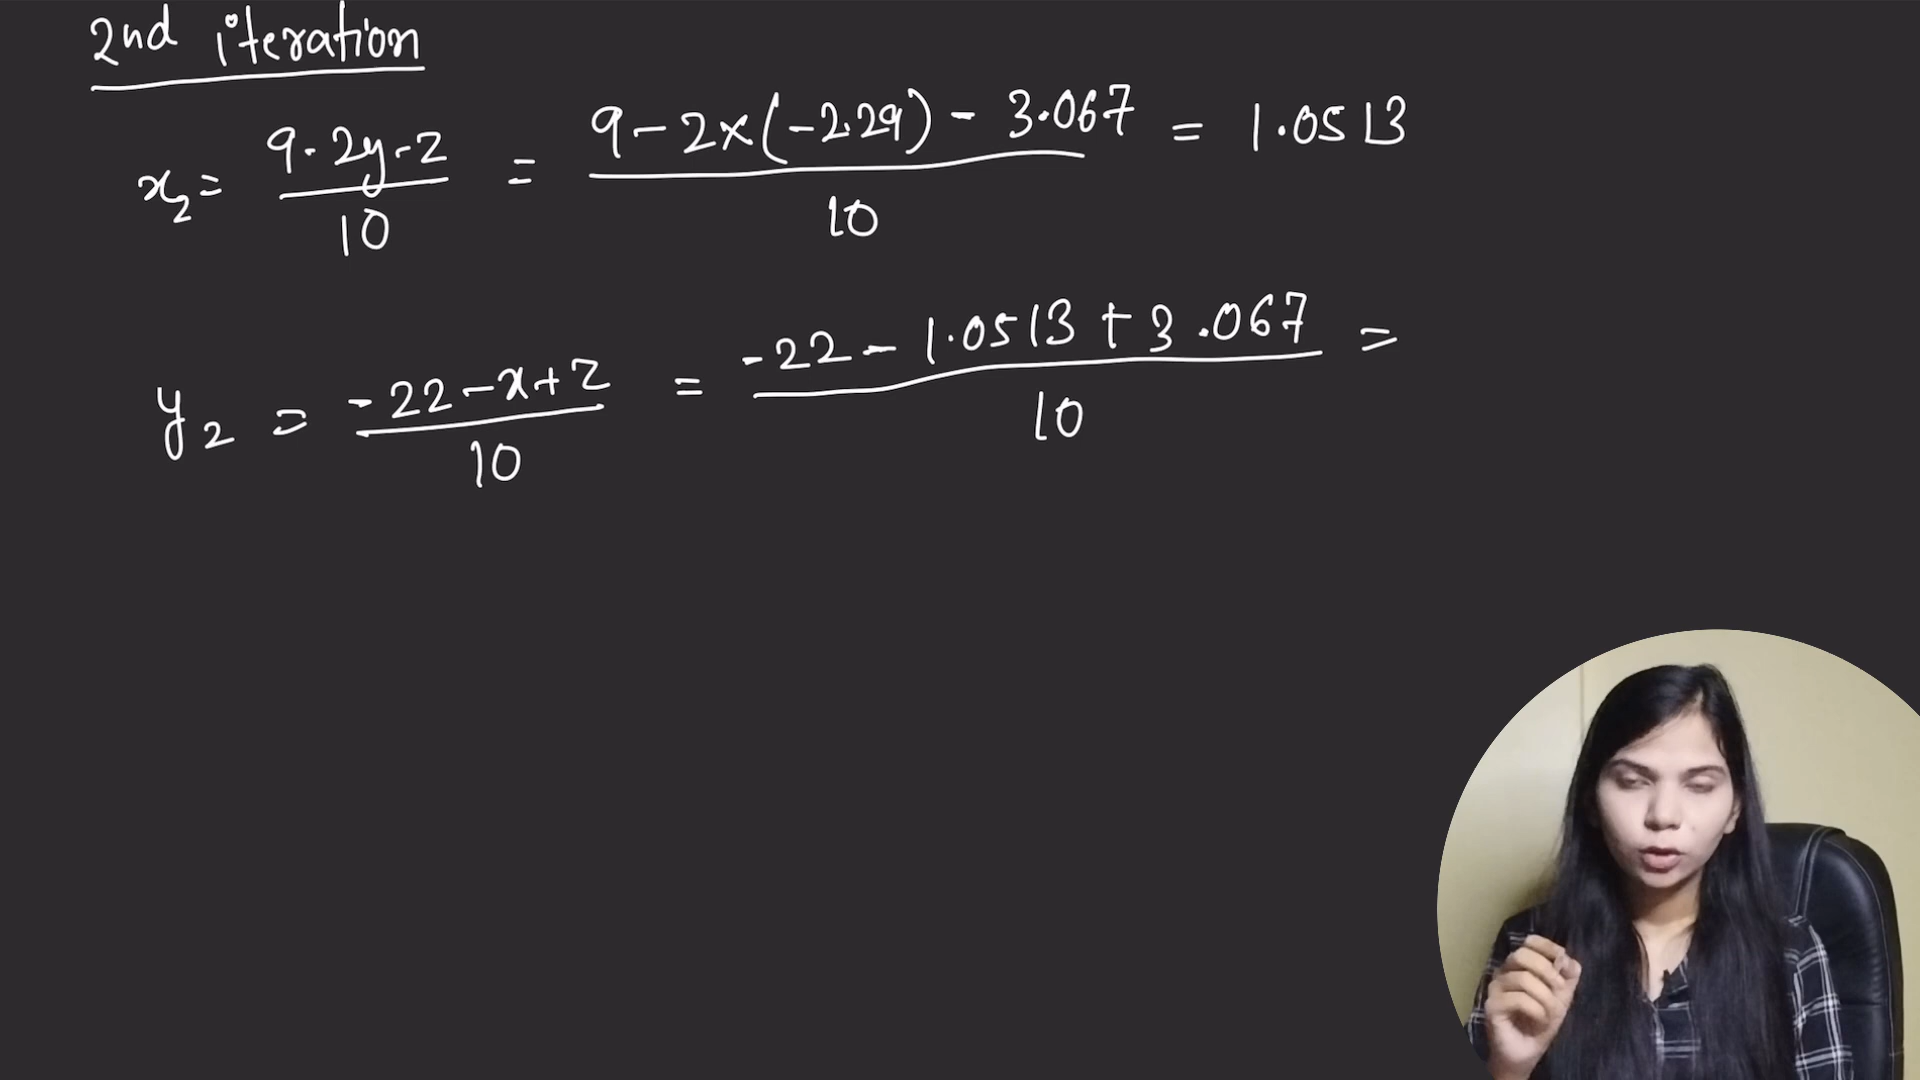 2nd iteration
x₂ = (9 - 2y - z)/10 = (9 - 2×(-2.29) - 3.067)/10 = 1.0513
y₂ = (-22 - x + z)/10 = (-22 - 1.0513 + 3.067)/10 =